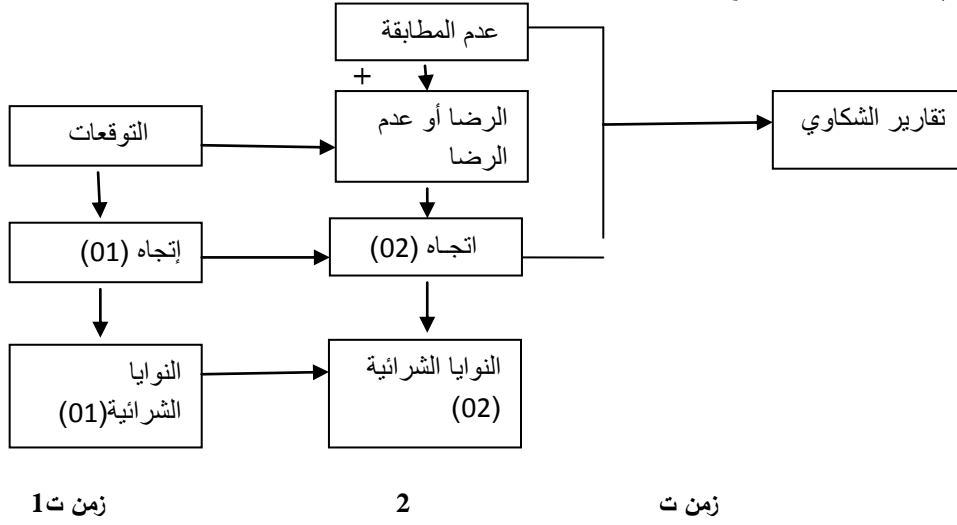 عدم المطابقة
+
الرضا أو عدم
الرضا
تقارير الشكاوي
التوقعات
اتجـاه (02)
إتجاه (01)
النوايا الشرائية
(02)
النوايا
الشرائية(01)
زمن ت
2
زمن ت1